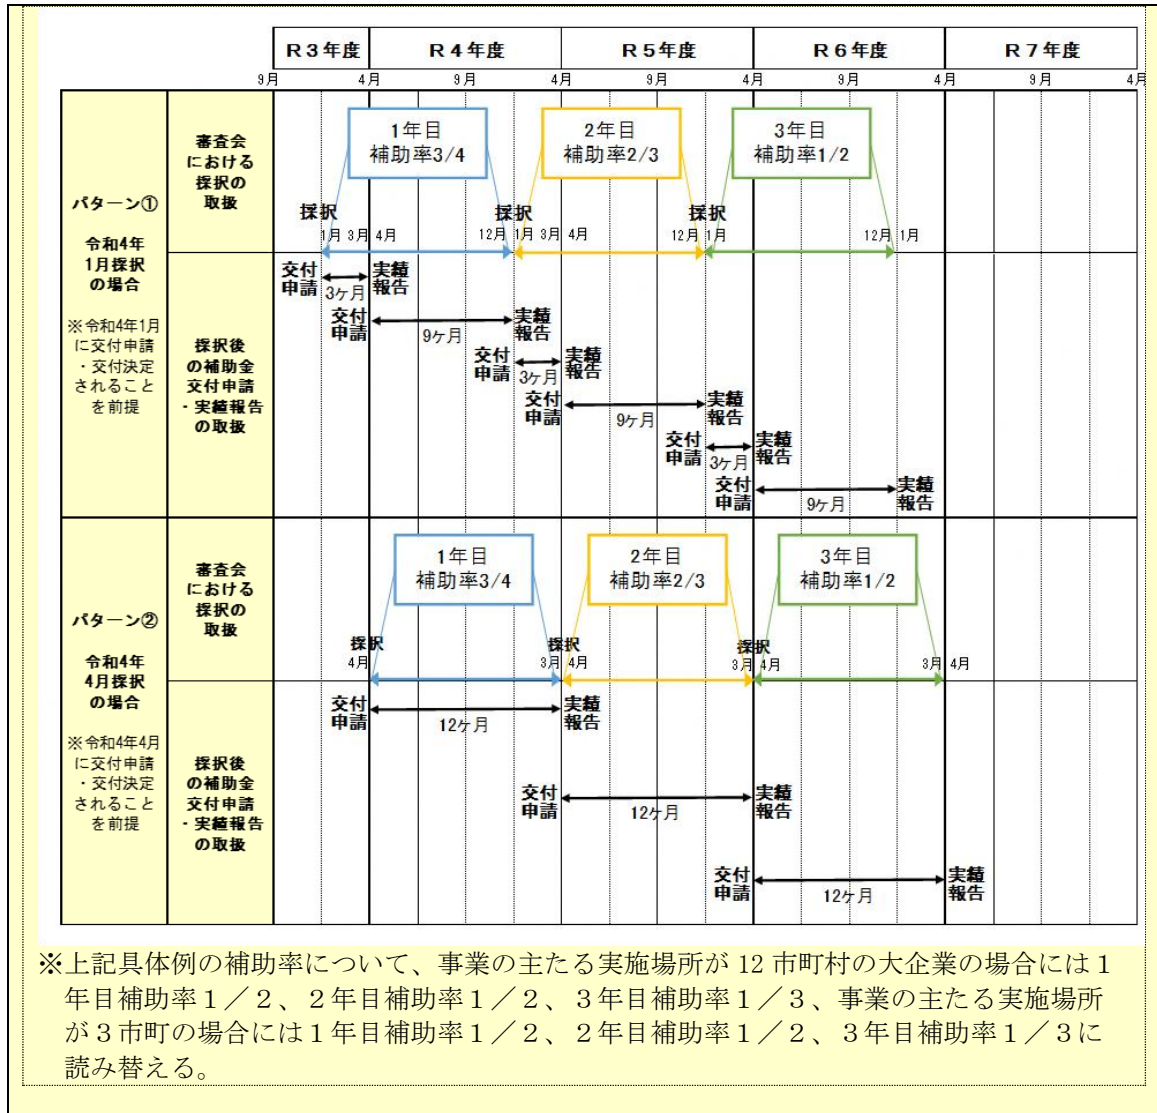 R3年度 R4年度 R5年度 R6年度 R7年度
9月 4月 9月 4月 9月 4月 9月 4月 9月 4月
パターン①
令和4年
1月採択
の場合
※令和4年1月
に交付申請
・交付決定
されること
を前提
審査会
における
採択の
取扱
1年目
補助率3/4
2年目
補助率2/3
3年目
補助率1/2
採択 採択 採択
1月 3月 4月 12月 1月 3月 4月 12月 1月 12月 1月
採択後
の補助金
交付申請
・実績報告
の取扱
交付
申請
3ヶ月
実績
報告
交付
申請
9ヶ月
実績
報告
交付
申請
3ヶ月
実績
報告
交付
申請
9ヶ月
実績
報告
交付
申請
3ヶ月
実績
報告
交付
申請
9ヶ月
実績
報告
パターン②
令和4年
4月採択
の場合
※令和4年4月
に交付申請
・交付決定
されること
を前提
審査会
における
採択の
取扱
1年目
補助率3/4
2年目
補助率2/3
3年目
補助率1/2
採択 採択 採択
4月 3月 4月 3月 4月 3月 4月
採択後
の補助金
交付申請
・実績報告
の取扱
交付
申請
12ヶ月
実績
報告
交付
申請
12ヶ月
実績
報告
交付
申請
12ヶ月
実績
報告
※上記具体例の補助率について、事業の主たる実施場所が 12 市町村の大企業の場合には１
年目補助率１／２、２年目補助率１／２、３年目補助率１／３、事業の主たる実施場所
が３市町の場合には１年目補助率１／２、２年目補助率１／２、３年目補助率１／３に
読み替える。